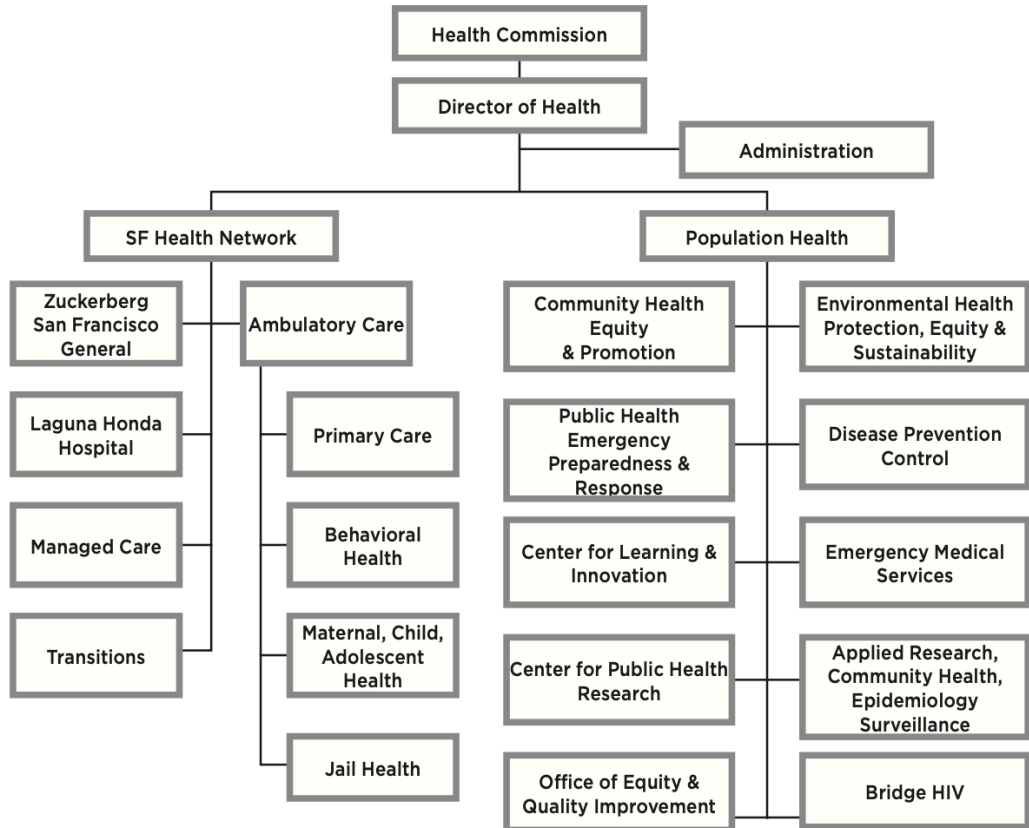 Health Commission
Director of Health
Administration
SF Health Network
Population Health
Zuckerberg
San Francisco
General
Ambulatory Care
Laguna Honda
Hospital
Primary Care
Managed Care
Behavioral
Health
Transitions
Maternal, Child,
Adolescent
Health
Jail Health
Community Health
Equity
& Promotion
Environmental Health
Protection, Equity &
Sustainability
Public Health
Emergency
Preparedness &
Response
Disease Prevention
Control
Center for Learning &
Innovation
Emergency Medical
Services
Center for Public Health
Research
Applied Research,
Community Health,
Epidemiology
Surveillance
Office of Equity &
Quality Improvement
Bridge HIV